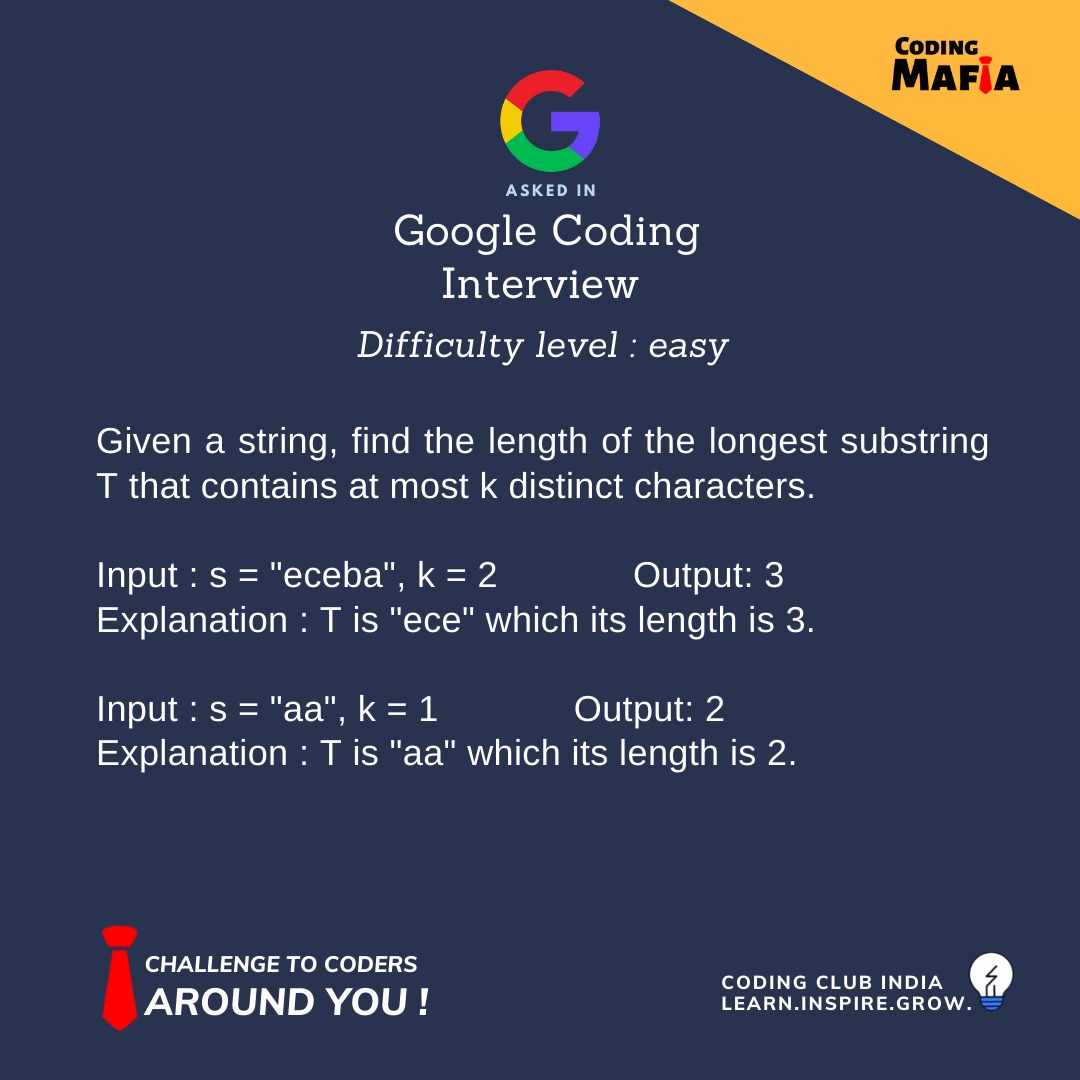 CODING
MAFIA
ASKED IN
Google Coding
Interview
Difficulty level : easy
Given a string, find the length of the longest substring
T that contains at most k distinct characters.
Input : s = "eceba", k = 2 Output: 3
Explanation : T is "ece" which its length is 3.
Input : s = "aa", k = 1 Output: 2
Explanation : T is "aa" which its length is 2.
CHALLENGE TO CODERS
AROUND YOU !
CODING CLUB INDIA
LEARN.INSPIRE.GROW.